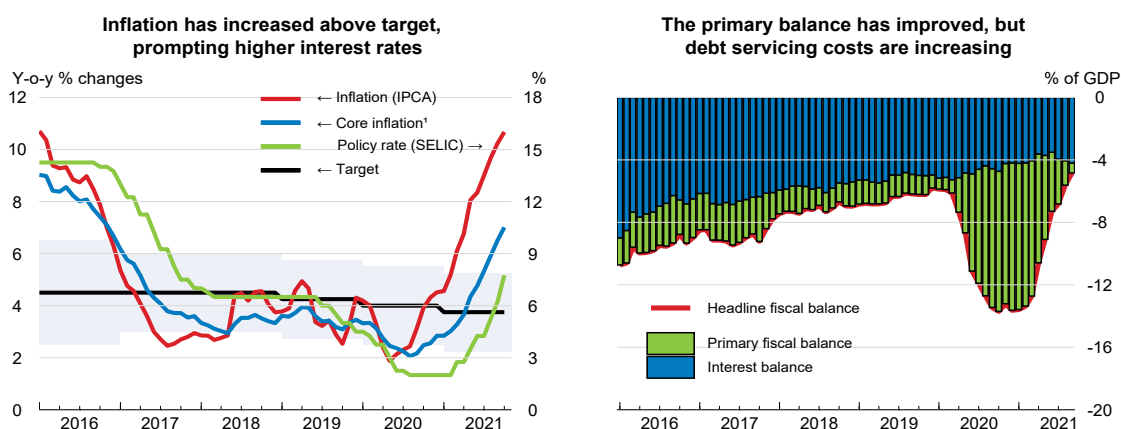 Inflation has increased above target,
prompting higher interest rates
Y-o-y % changes
%
12
10
8
6
4
2
0
18
15
12
9
6
3
0
← Inflation (IPCA)
← Core inflation¹
Policy rate (SELIC) →
← Target
2016 2017 2018 2019 2020 2021
The primary balance has improved, but
debt servicing costs are increasing
% of GDP
0
-4
-8
-12
-16
-20
Headline fiscal balance
Primary fiscal balance
Interest balance
2016 2017 2018 2019 2020 2021